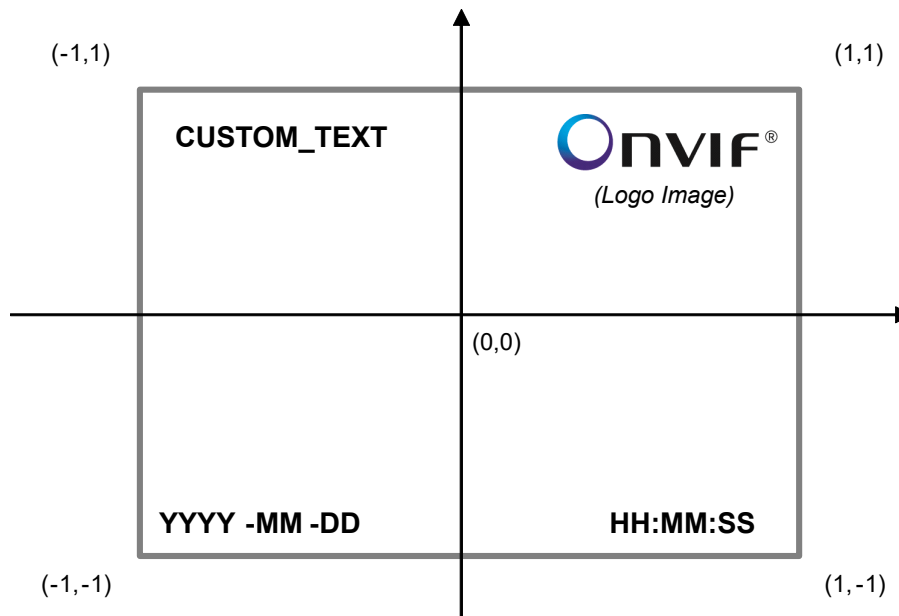 (-1,1) (1,1)
CUSTOM_TEXT ONVIF®
(Logo Image)
(0,0)
YYYY -MM -DD HH:MM:SS
(-1,-1) (1,-1)